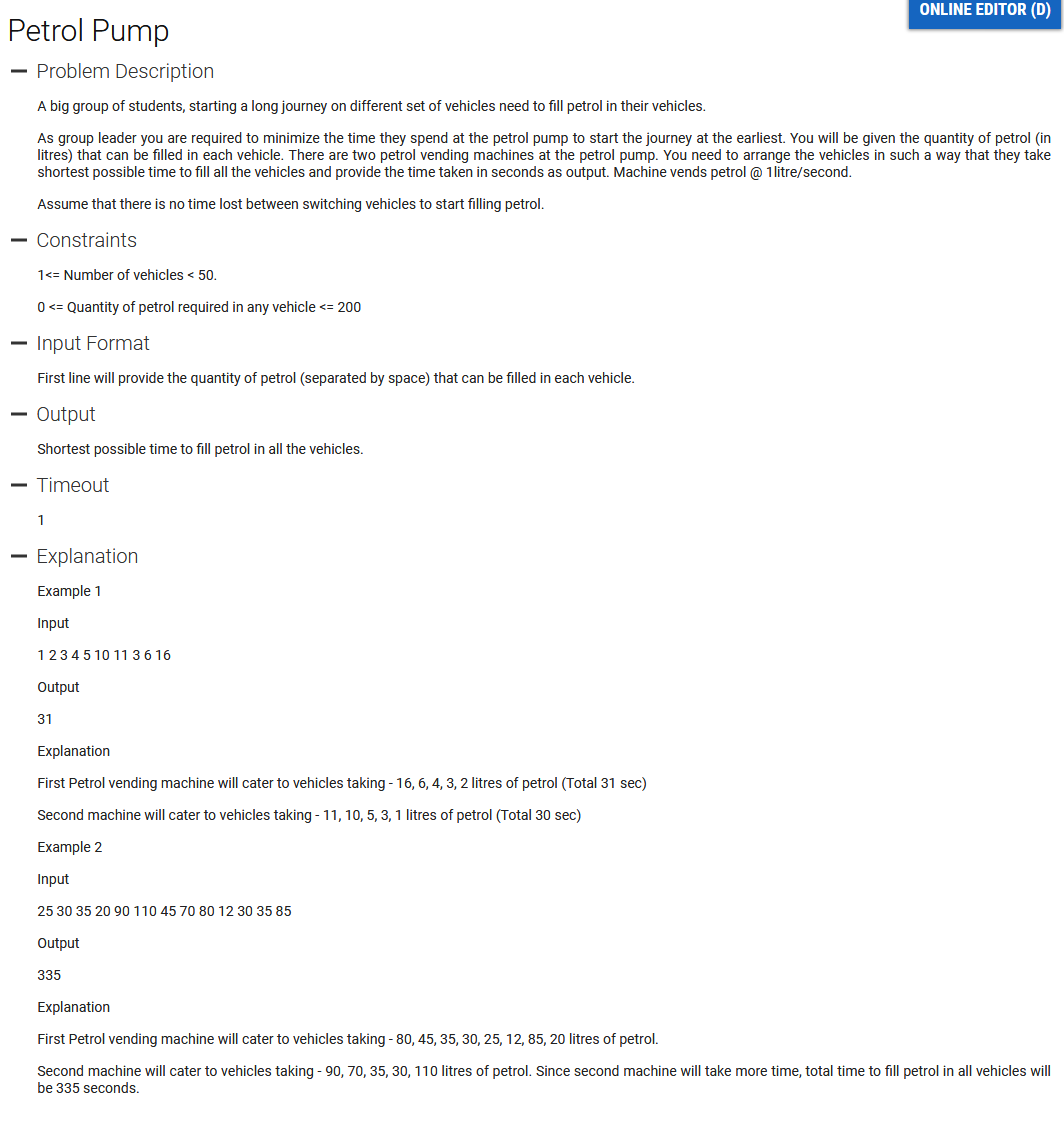 ONLINE EDITOR (D)
Petrol Pump
Problem Description
A big group of students, starting a long journey on different set of vehicles need to fill petrol in their vehicles.
As group leader you are required to minimize the time they spend at the petrol pump to start the journey at the earliest. You will be given the quantity of petrol (in
litres) that can be filled in each vehicle. There are two petrol vending machines at the petrol pump. You need to arrange the vehicles in such a way that they take
shortest possible time to fill all the vehicles and provide the time taken in seconds as output. Machine vends petrol @ 1litre/second.
Assume that there is no time lost between switching vehicles to start filling petrol.
Constraints
1<= Number of vehicles < 50.
0 <= Quantity of petrol required in any vehicle <= 200
Input Format
First line will provide the quantity of petrol (separated by space) that can be filled in each vehicle.
Output
Shortest possible time to fill petrol in all the vehicles.
Timeout
1
Explanation
Example 1
Input
1 2 3 4 5 10 11 3 6 16
Output
31
Explanation
First Petrol vending machine will cater to vehicles taking - 16, 6, 4, 3, 2 litres of petrol (Total 31 sec)
Second machine will cater to vehicles taking - 11, 10, 5, 3, 1 litres of petrol (Total 30 sec)
Example 2
Input
25 30 35 20 90 110 45 70 80 12 30 35 85
Output
335
Explanation
First Petrol vending machine will cater to vehicles taking - 80, 45, 35, 30, 25, 12, 85, 20 litres of petrol.
Second machine will cater to vehicles taking - 90, 70, 35, 30, 110 litres of petrol. Since second machine will take more time, total time to fill petrol in all vehicles will
be 335 seconds.